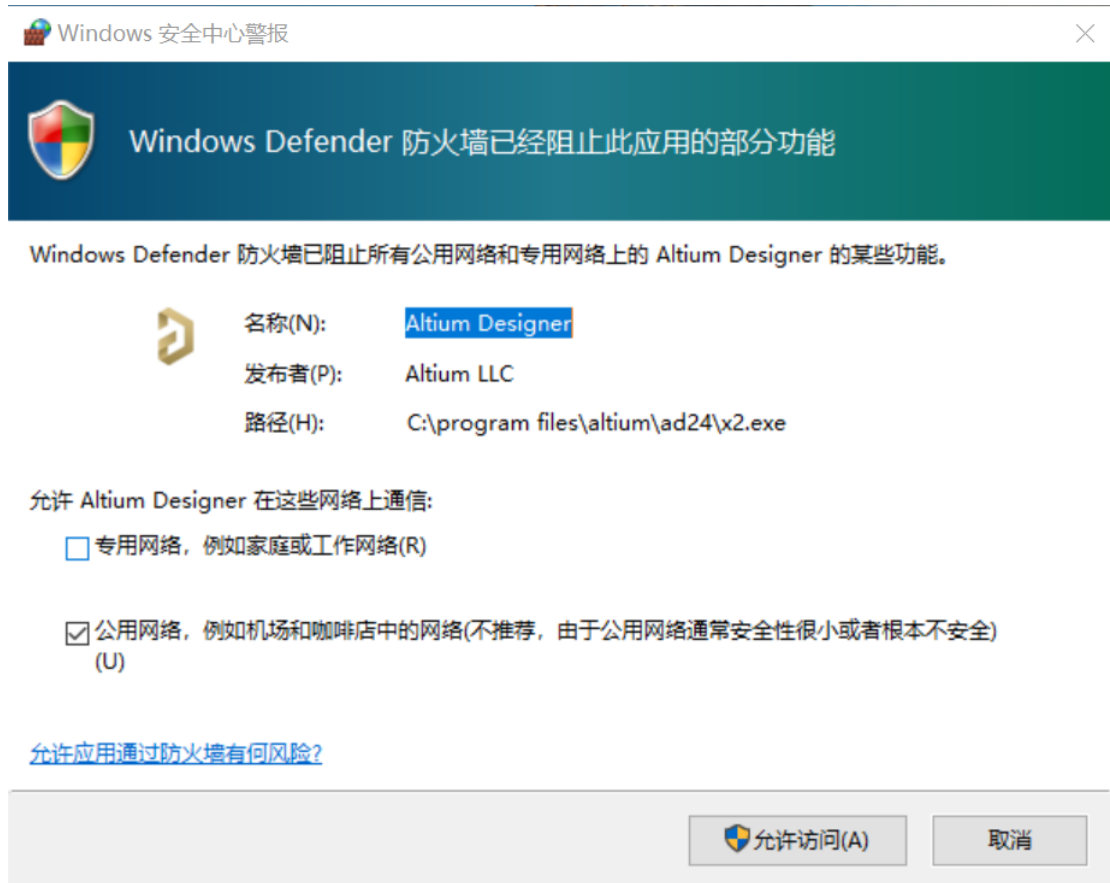 Windows 安全中心警报
Windows Defender 防火墙已经阻止此应用的部分功能
Windows Defender 防火墙已阻止所有公用网络和专用网络上的 Altium Designer 的某些功能。
名称(N): Altium Designer
发布者(P): Altium LLC
路径(H): C:\program files\altium\ad24\x2.exe
允许 Altium Designer 在这些网络上通信:
专用网络，例如家庭或工作网络(R)
公用网络，例如机场和咖啡店中的网络(不推荐，由于公用网络通常安全性很小或者根本不安全)
(U)
允许应用通过防火墙有何风险?
允许访问(A) 取消